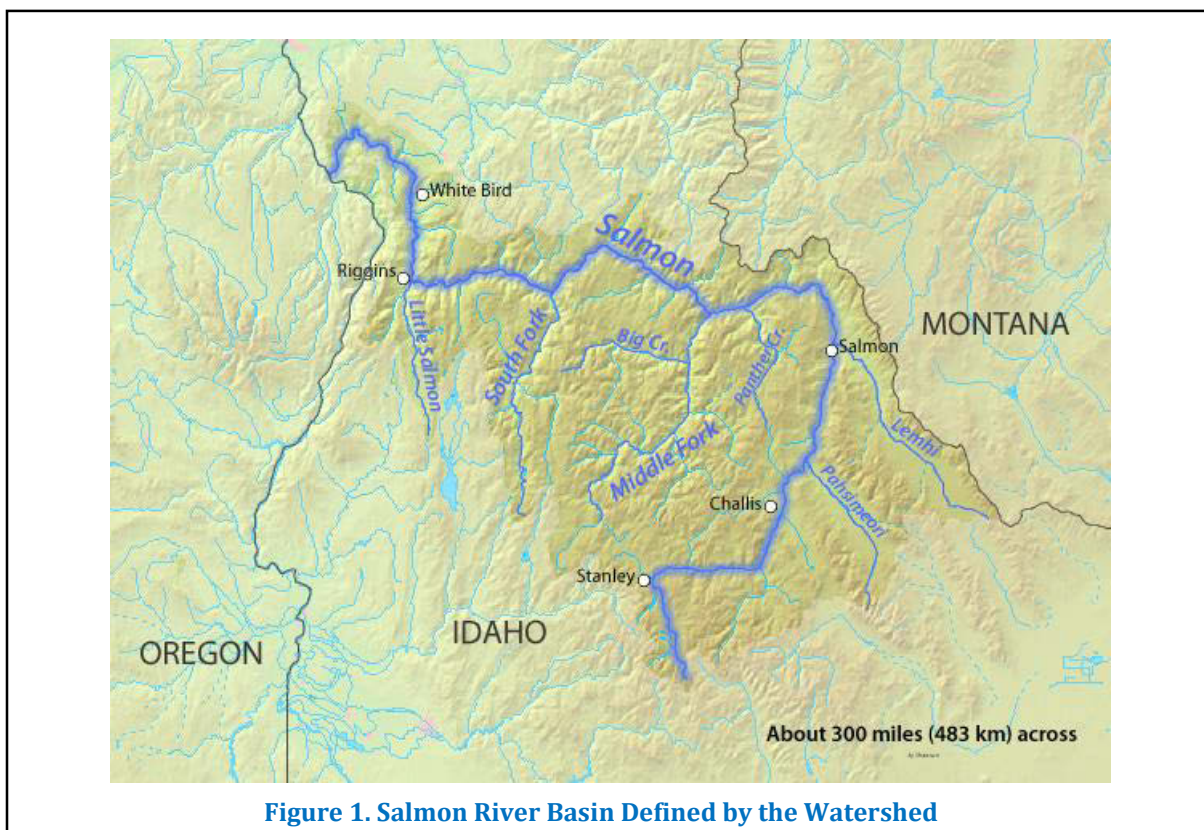 White Bird
Salmon
Riggins
Little Salmon
South Fork
Big Cr.
Panther Cr.
Salmon
MONTANA
Middle Fork
Lemhi
Pahsimeori
Challis
Stanley
OREGON
IDAHO
About 300 miles (483 km) across
Figure 1. Salmon River Basin Defined by the Watershed